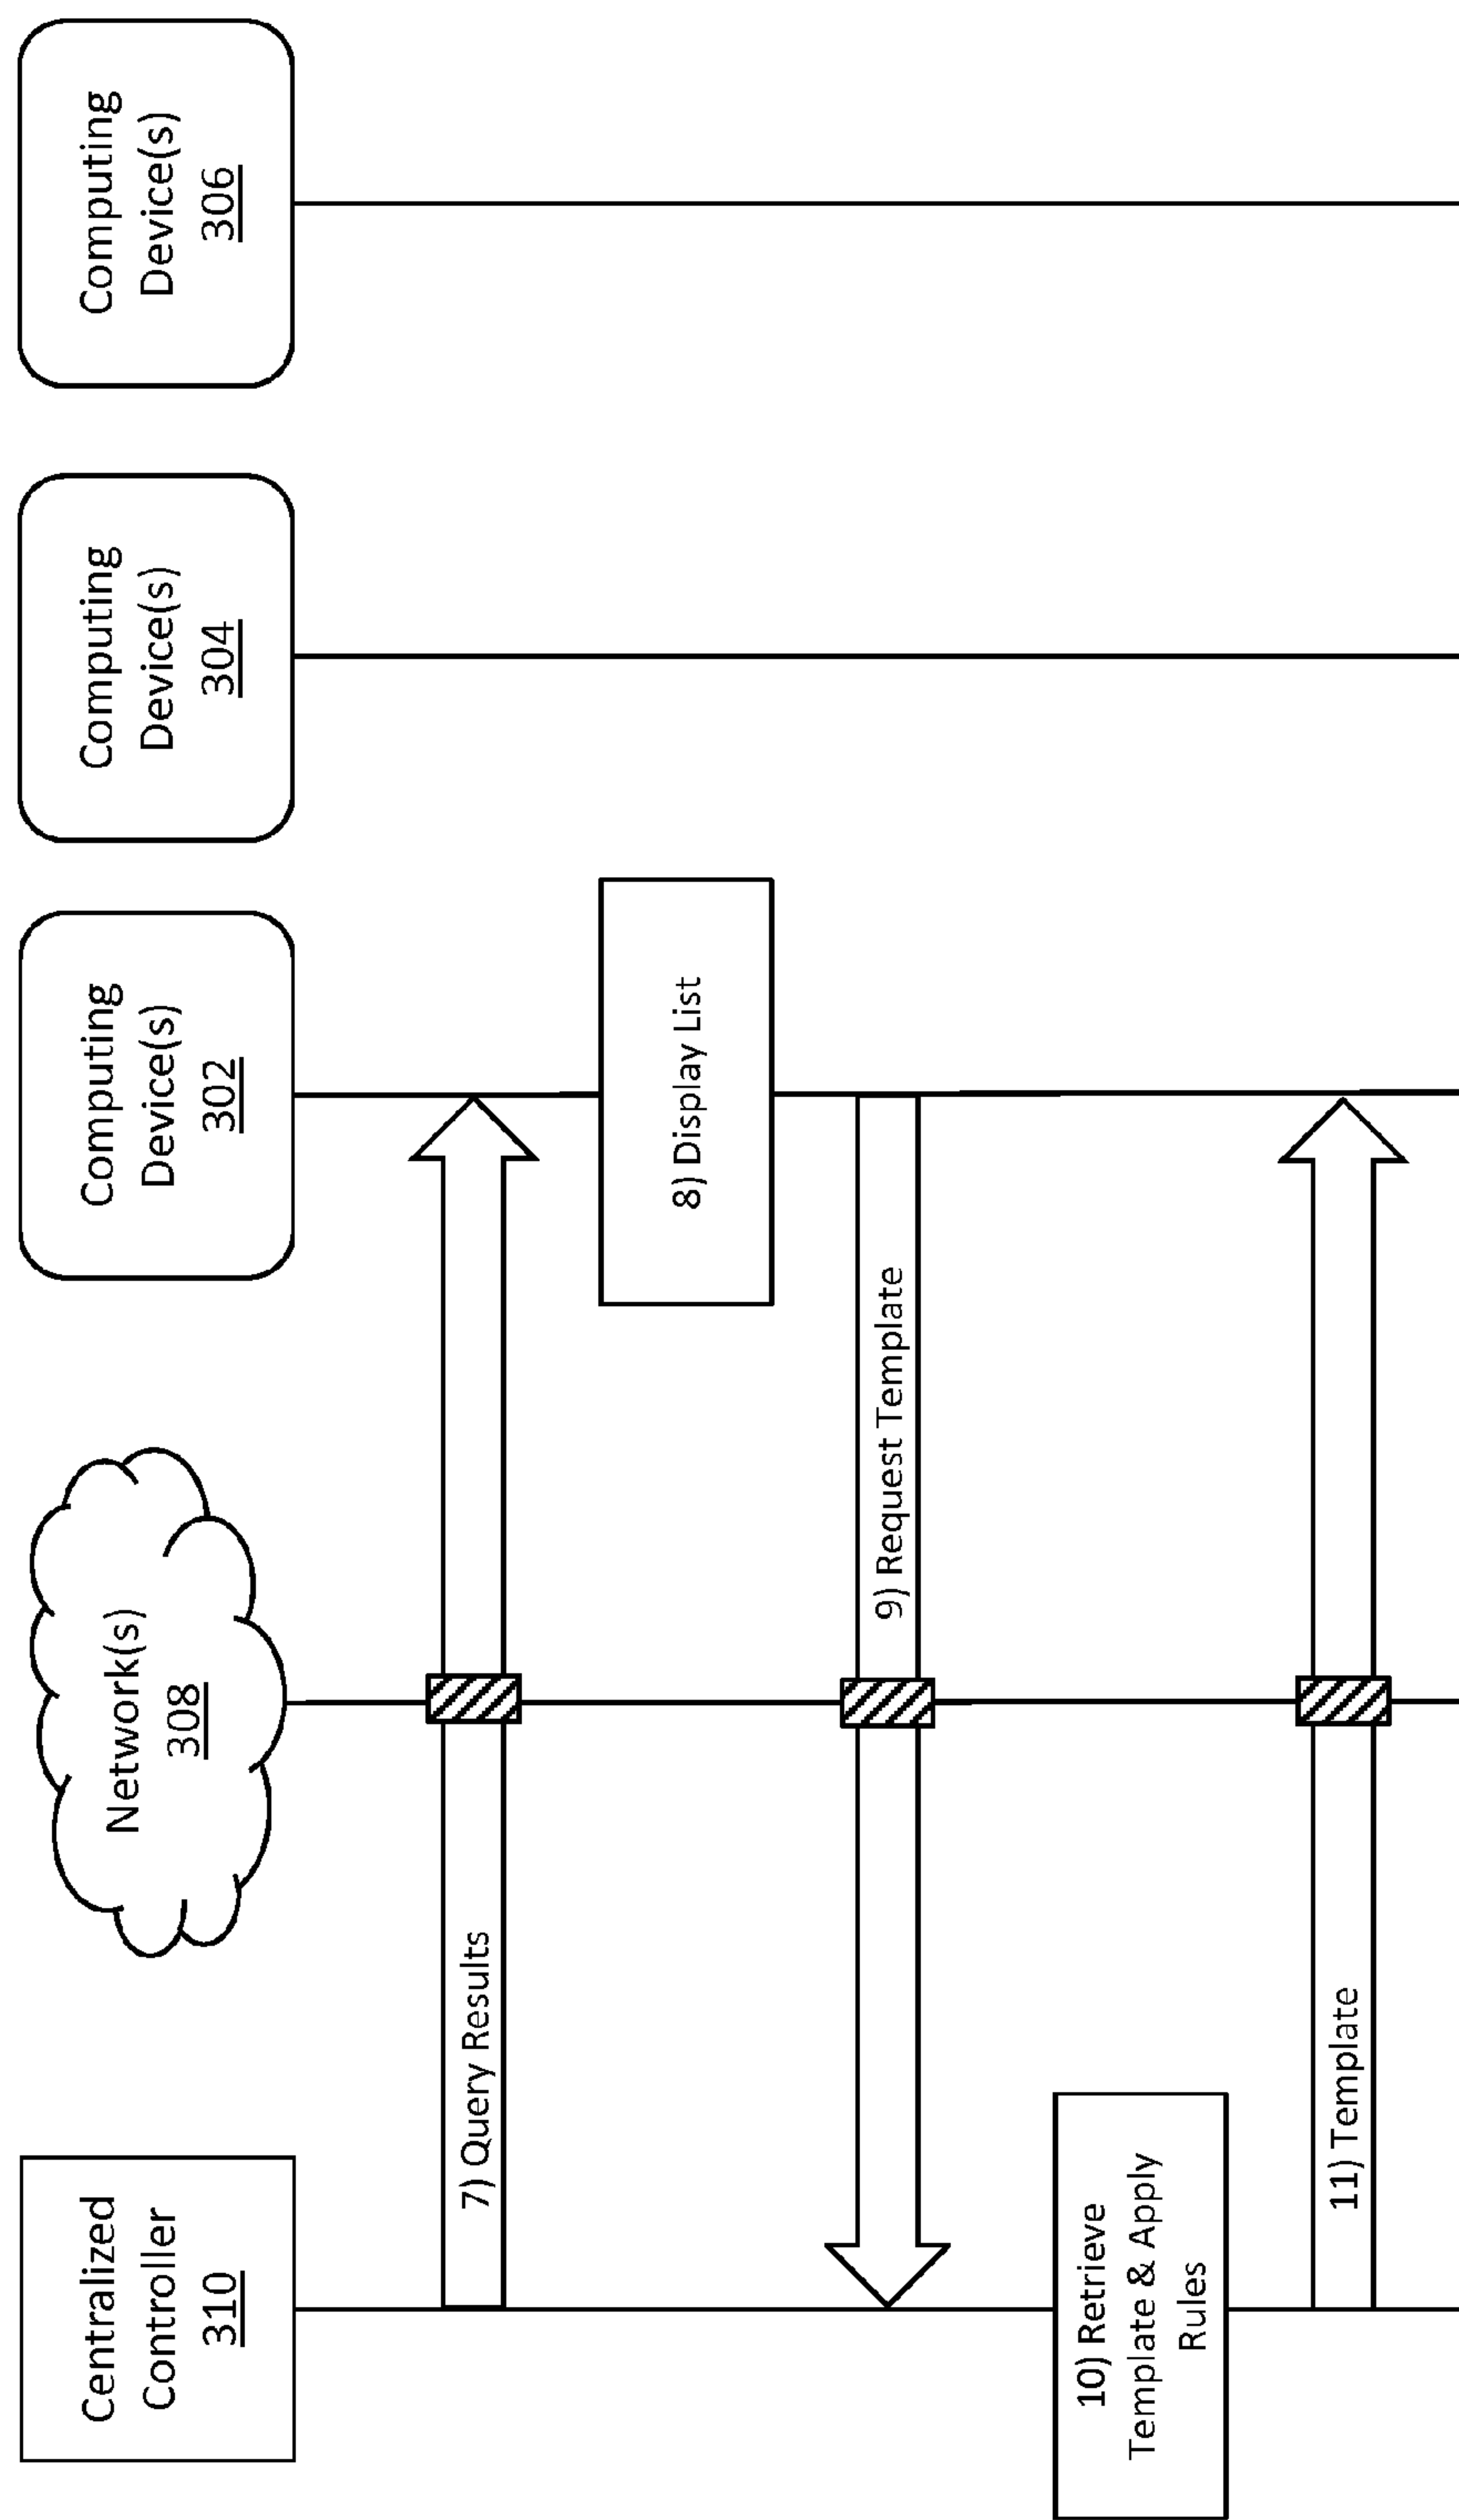 Centralized
Controller
310
Network(s)
308
Computing
Device(s)
302
Computing
Device(s)
304
Computing
Device(s)
306
7) Query Results
8) Display List
9) Request Template
10) Retrieve
Template & Apply
Rules
11) Template